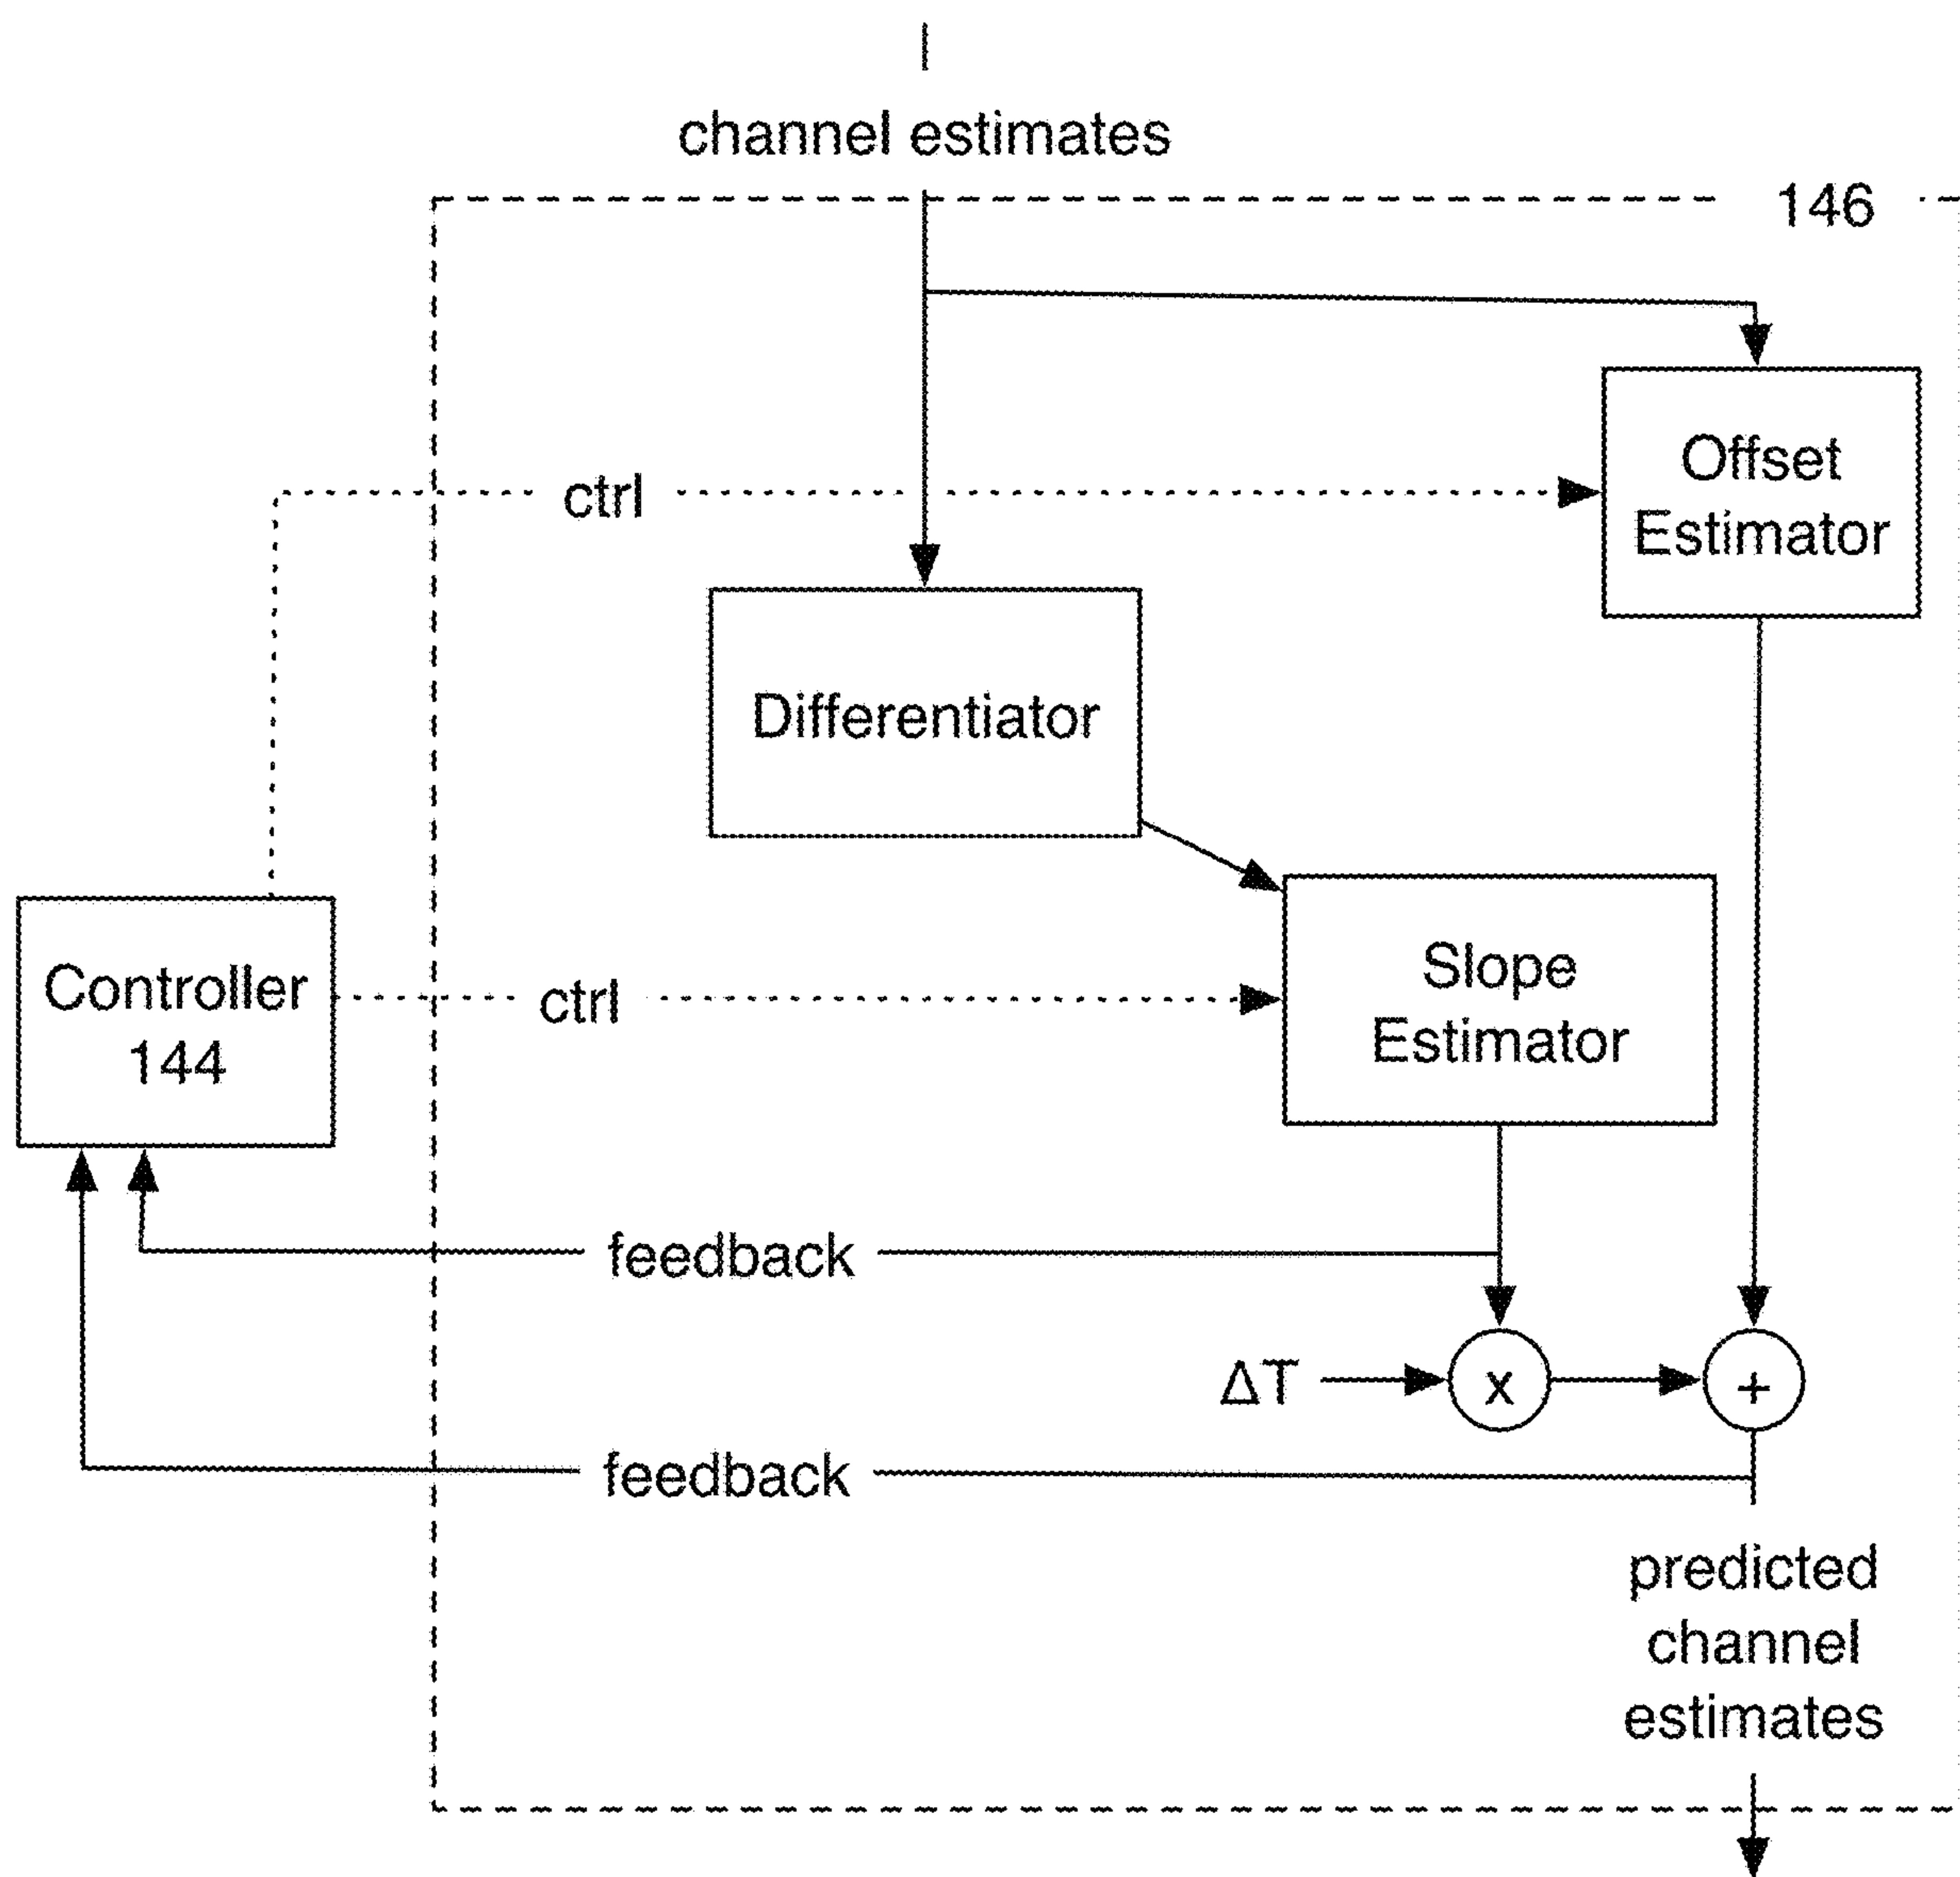 channel estimates
146
Offset
Estimator
ctrl
Differentiator
Slope
Estimator
Controller
144
ctrl
feedback
ΔT
x
+
feedback
predicted
channel
estimates